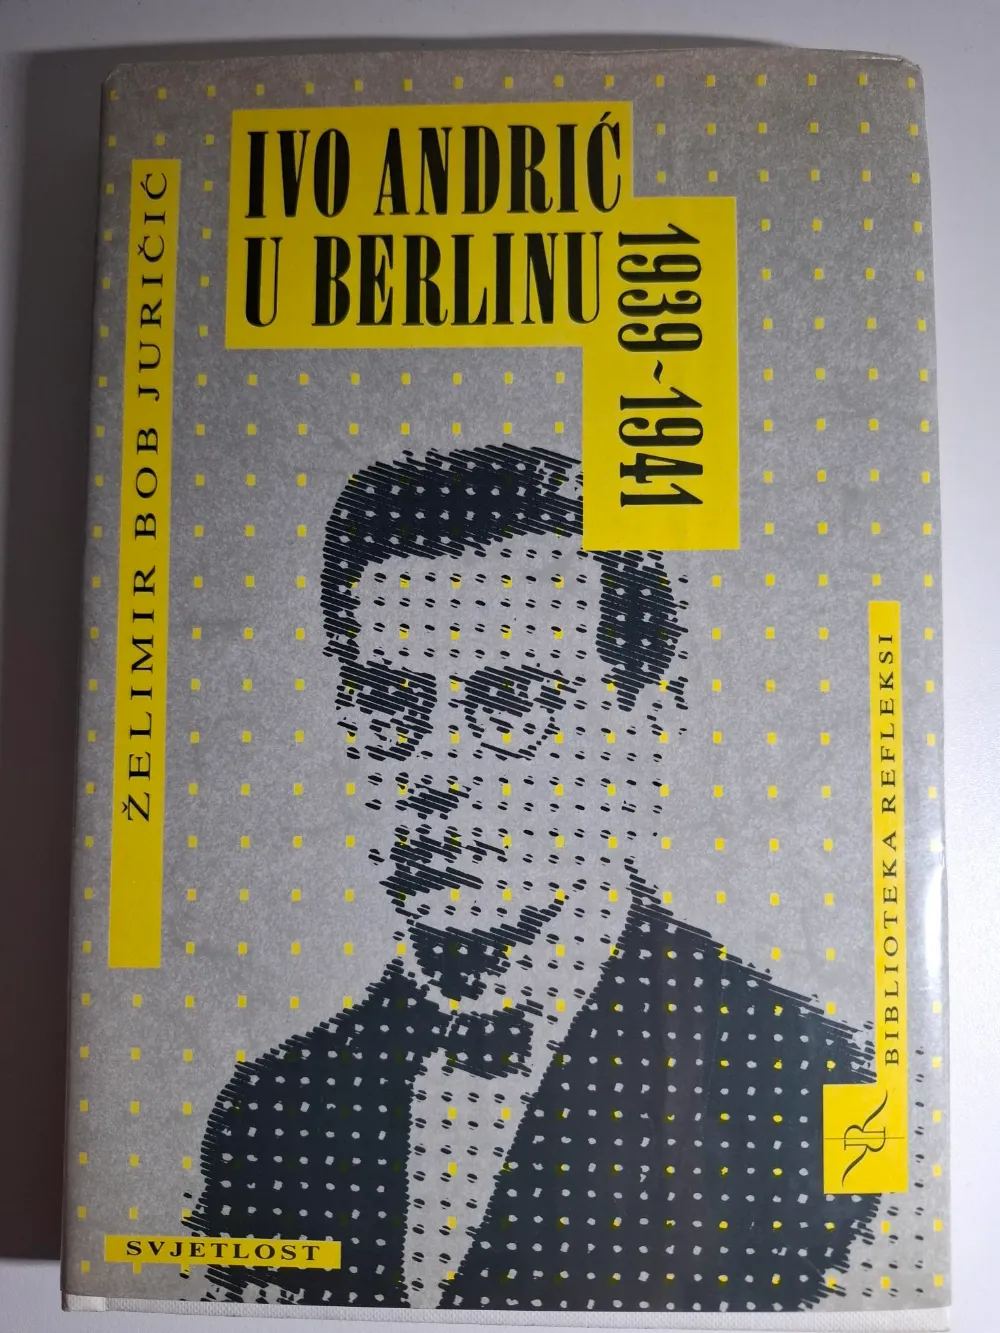 IVO ANDRIĆ
U BERLINU
1939~1941
ŽELIMIR BOB JURIČIĆ
BIBLIOTEKA REFLEKSI
SVJETLOST